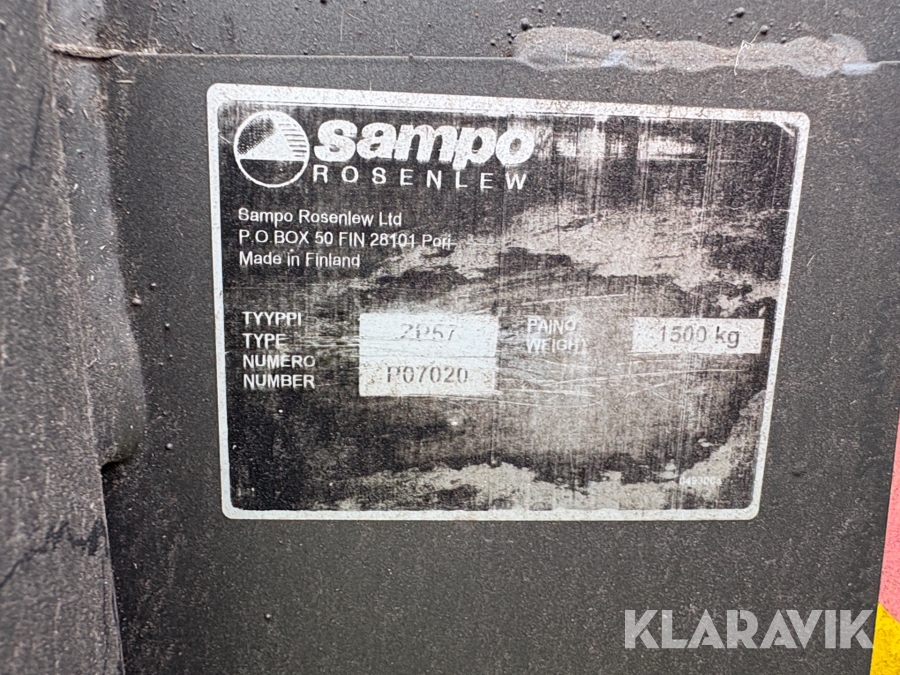 sampo
ROSENLEW
Sampo Rosenlew Ltd
P.O.BOX 50 FIN 28101 Pori
Made in Finland
TYYPPI
TYPE
PAINO
WEIGHT
1500 kg
NUMERO
NUMBER
P07020
KLARAVIK